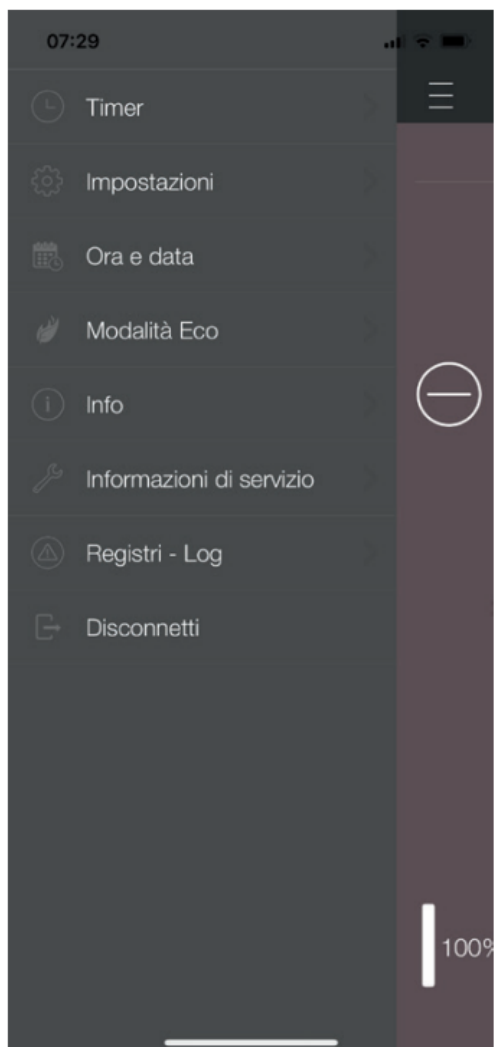 07:29
Timer
Impostazioni
Ora e data
Modalità Eco
Info
Informazioni di servizio
Registri - Log
Disconnetti
100%